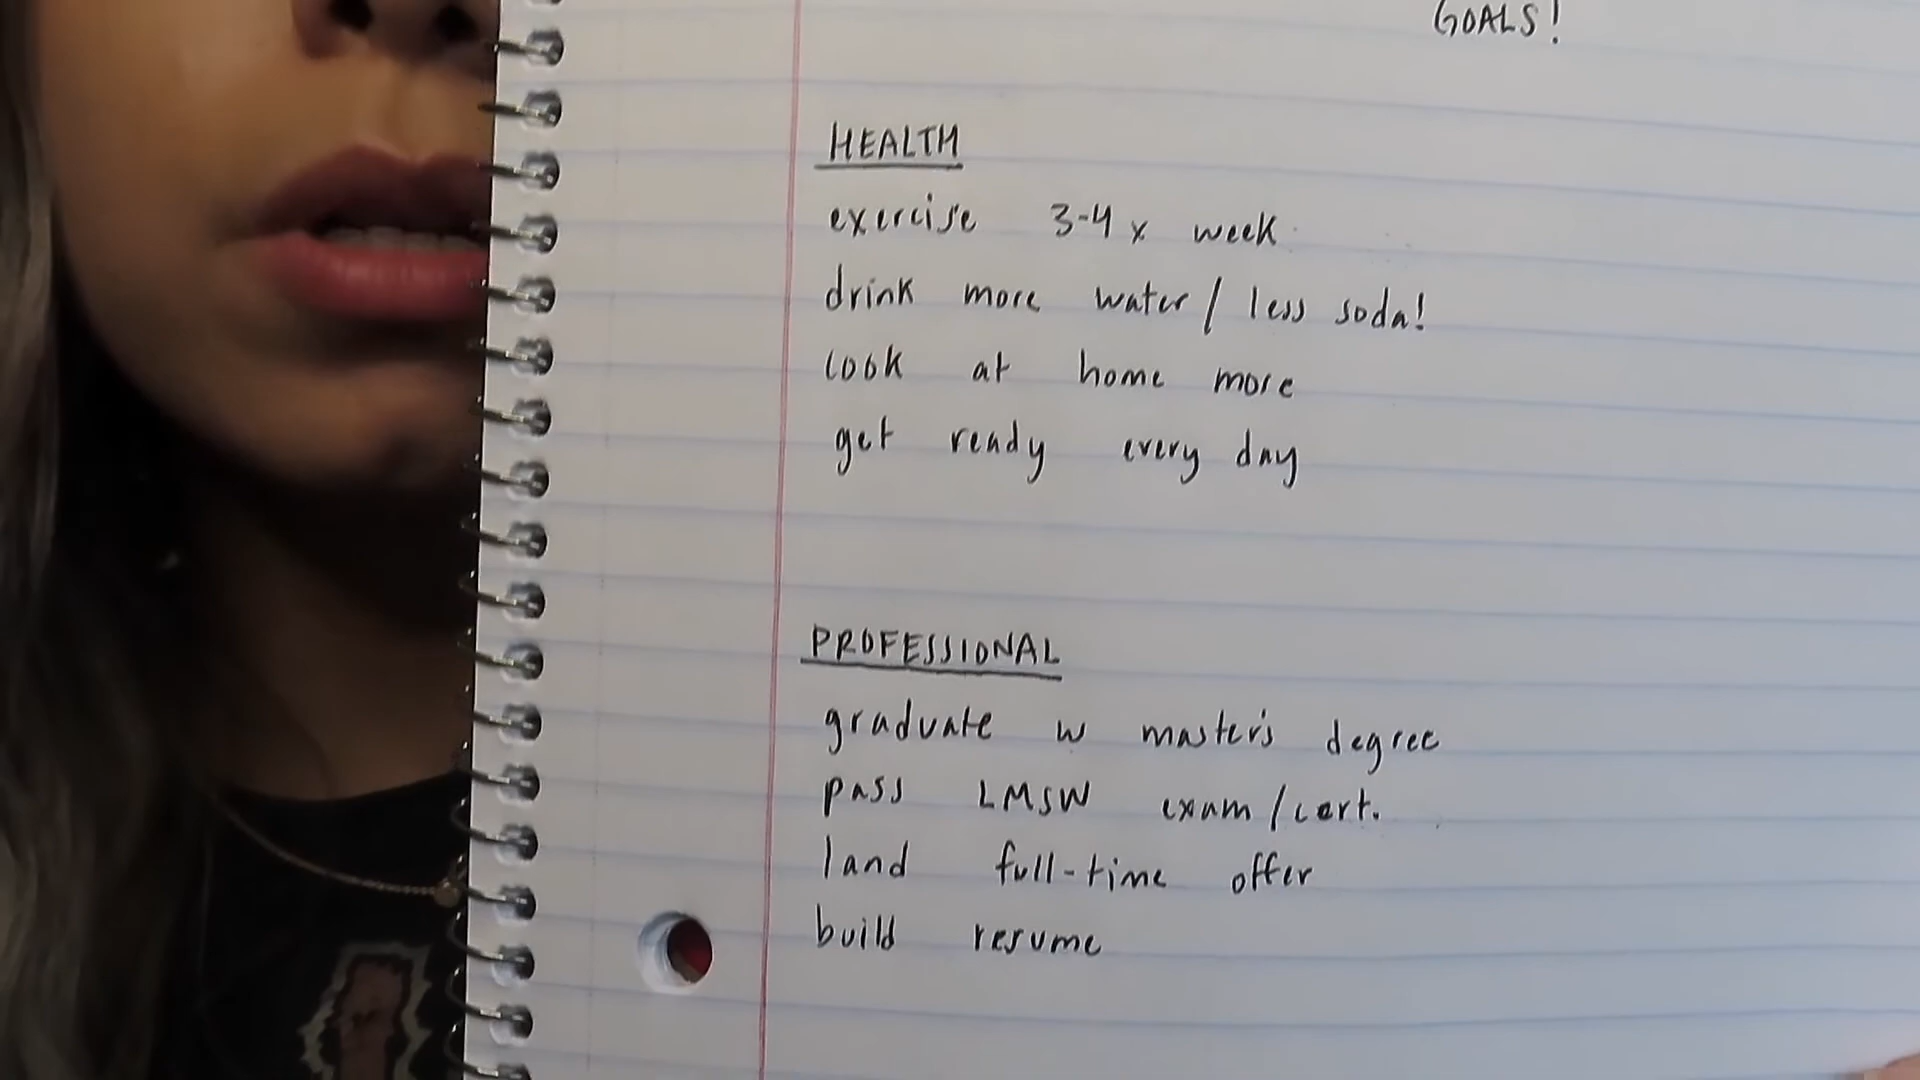 GOALS!
HEALTH
exercise 3-4 x week
drink more water / less soda!
cook at home more
get ready every day
PROFESSIONAL
graduate w master's degree
pass LMSW exam / cert.
land full-time offer
build resume